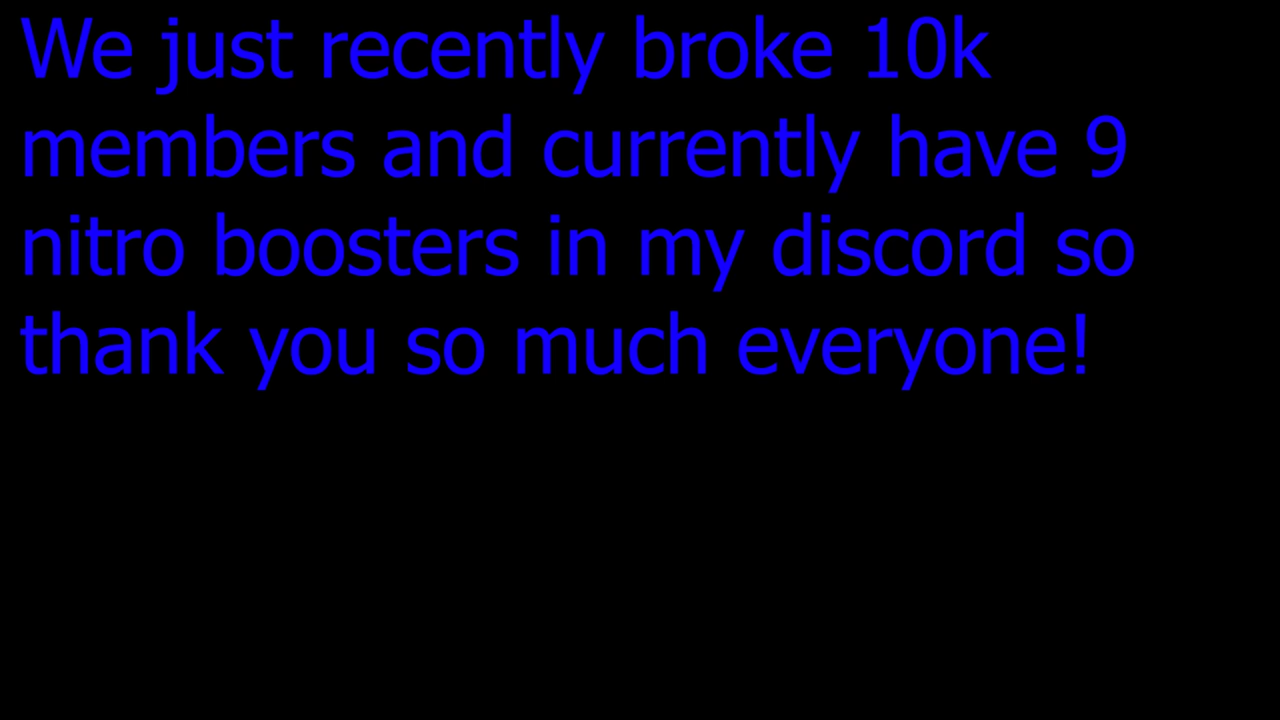 We just recently broke 10k
members and currently have 9
nitro boosters in my discord so
thank you so much everyone!